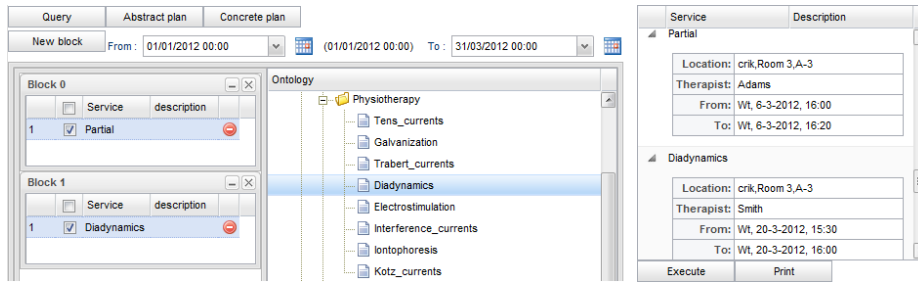 Query Abstract plan Concrete plan
New block From : 01/01/2012 00:00 (01/01/2012 00:00) To : 31/03/2012 00:00
Block 0
Service description
1 Partial
Block 1
Service description
1 Diadynamics
Ontology
Physiotherapy
Tens_currents
Galvanization
Trabert_currents
Diadynamics
Electrostimulation
Interference_currents
Iontophoresis
Kotz_currents
Service Description
Partial
Location: crik,Room 3,A-3
Therapist: Adams
From: Wt, 6-3-2012, 16:00
To: Wt, 6-3-2012, 16:20
Diadynamics
Location: crik,Room 3,A-3
Therapist: Smith
From: Wt, 20-3-2012, 15:30
To: Wt, 20-3-2012, 16:00
Execute Print